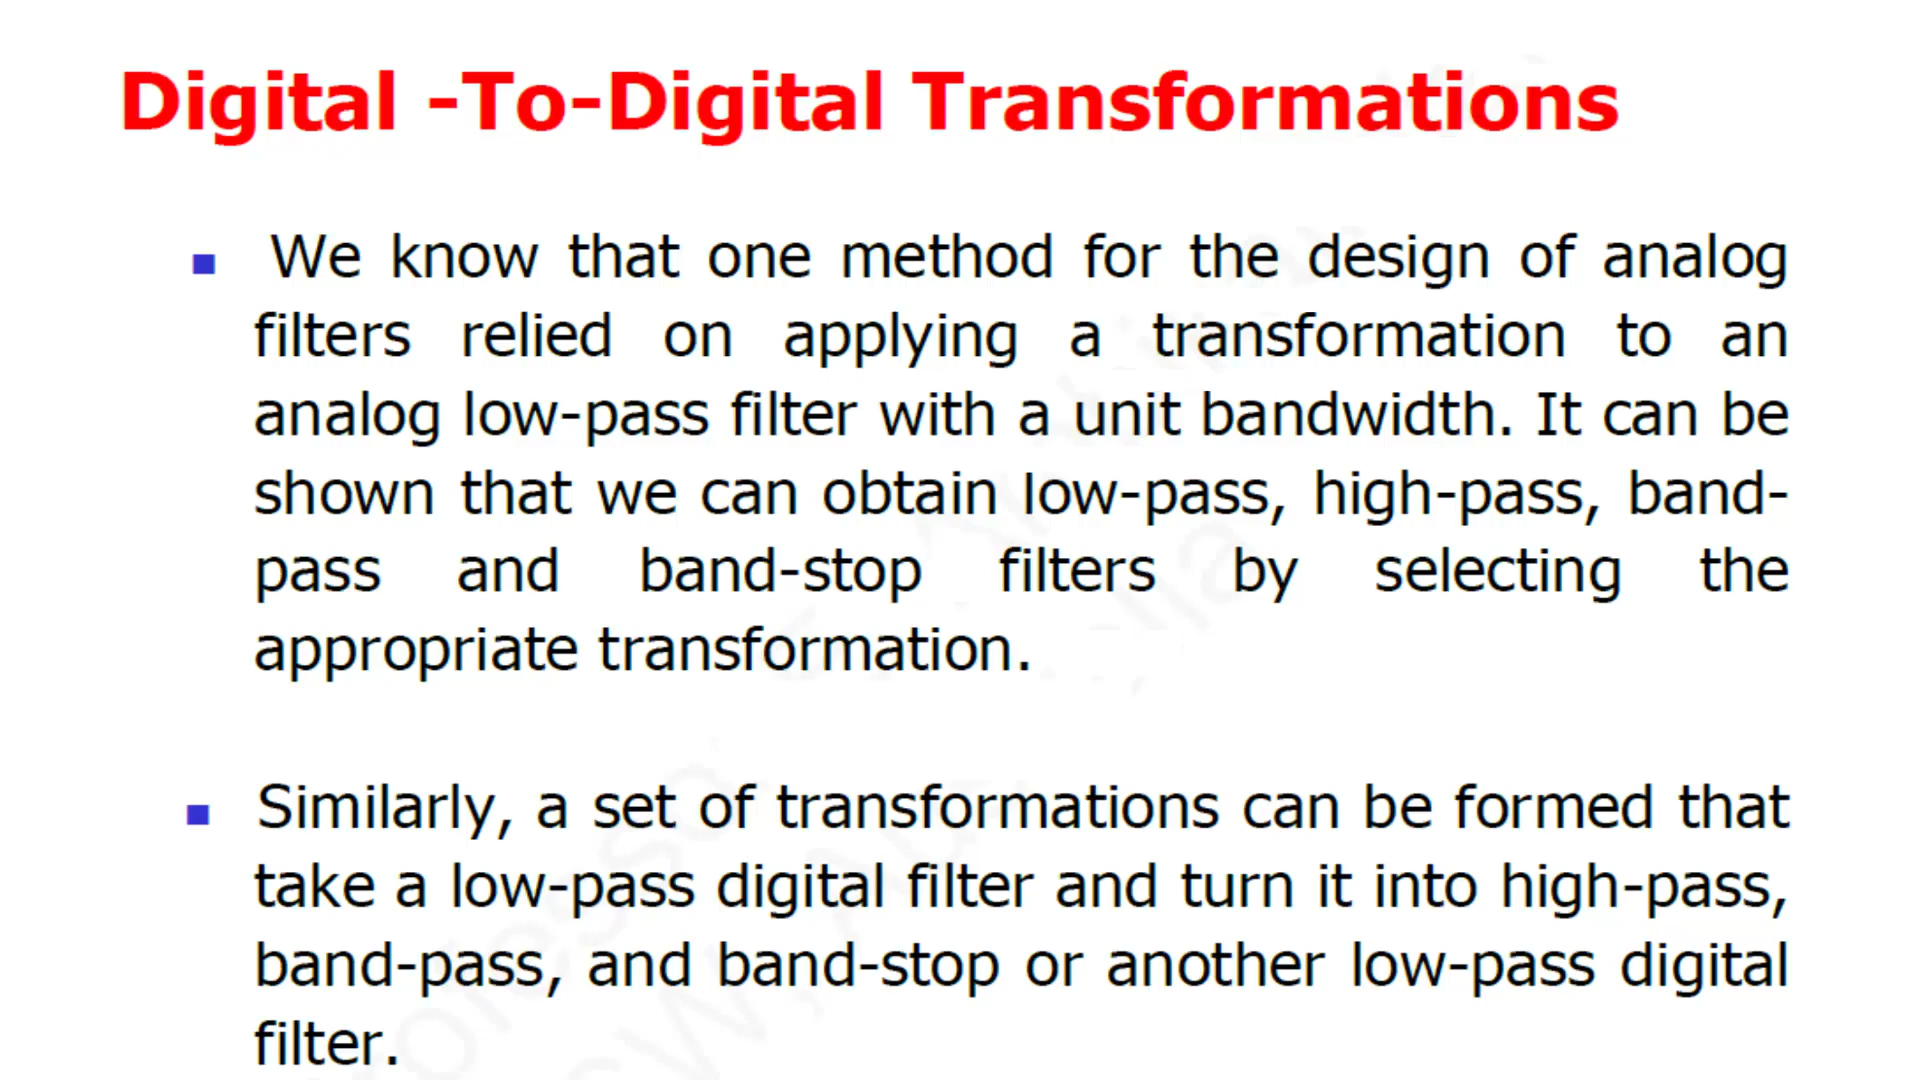 Digital -To-Digital Transformations
■ We know that one method for the design of analog
filters relied on applying a transformation to an
analog low-pass filter with a unit bandwidth. It can be
shown that we can obtain low-pass, high-pass, band-
pass and band-stop filters by selecting the
appropriate transformation.
■ Similarly, a set of transformations can be formed that
take a low-pass digital filter and turn it into high-pass,
band-pass, and band-stop or another low-pass digital
filter.